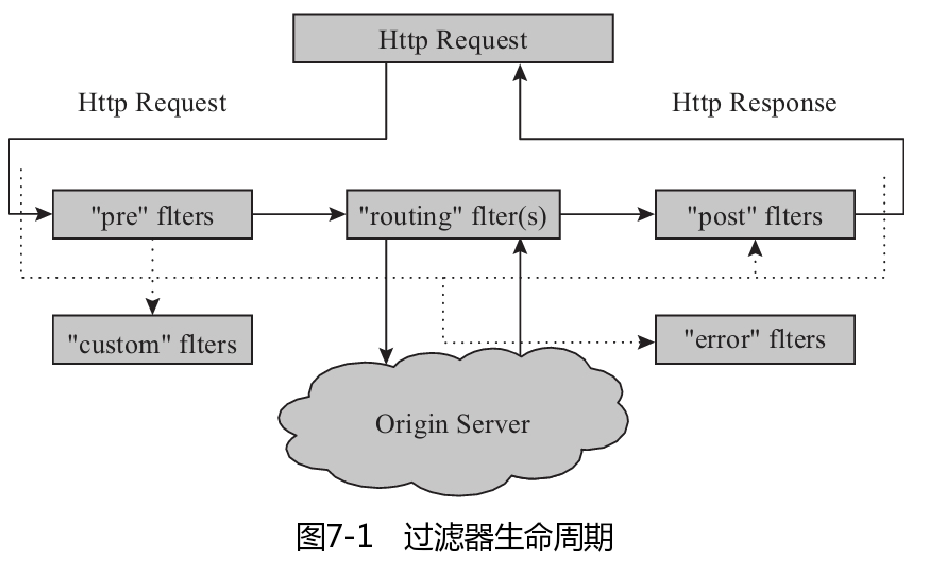 Http Request
Http Request
Http Response
"pre" flters
"routing" flter(s)
"post" flters
"custom" flters
"error" flters
Origin Server
图7-1 过滤器生命周期